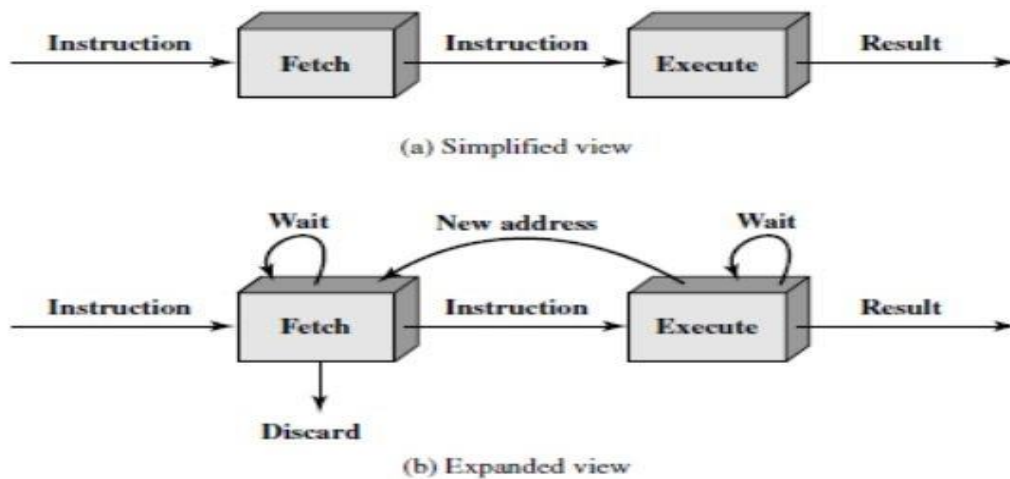 Instruction
Fetch
Instruction
Execute
Result
(a) Simplified view
Wait
New address
Wait
Instruction
Fetch
Instruction
Execute
Result
Discard
(b) Expanded view